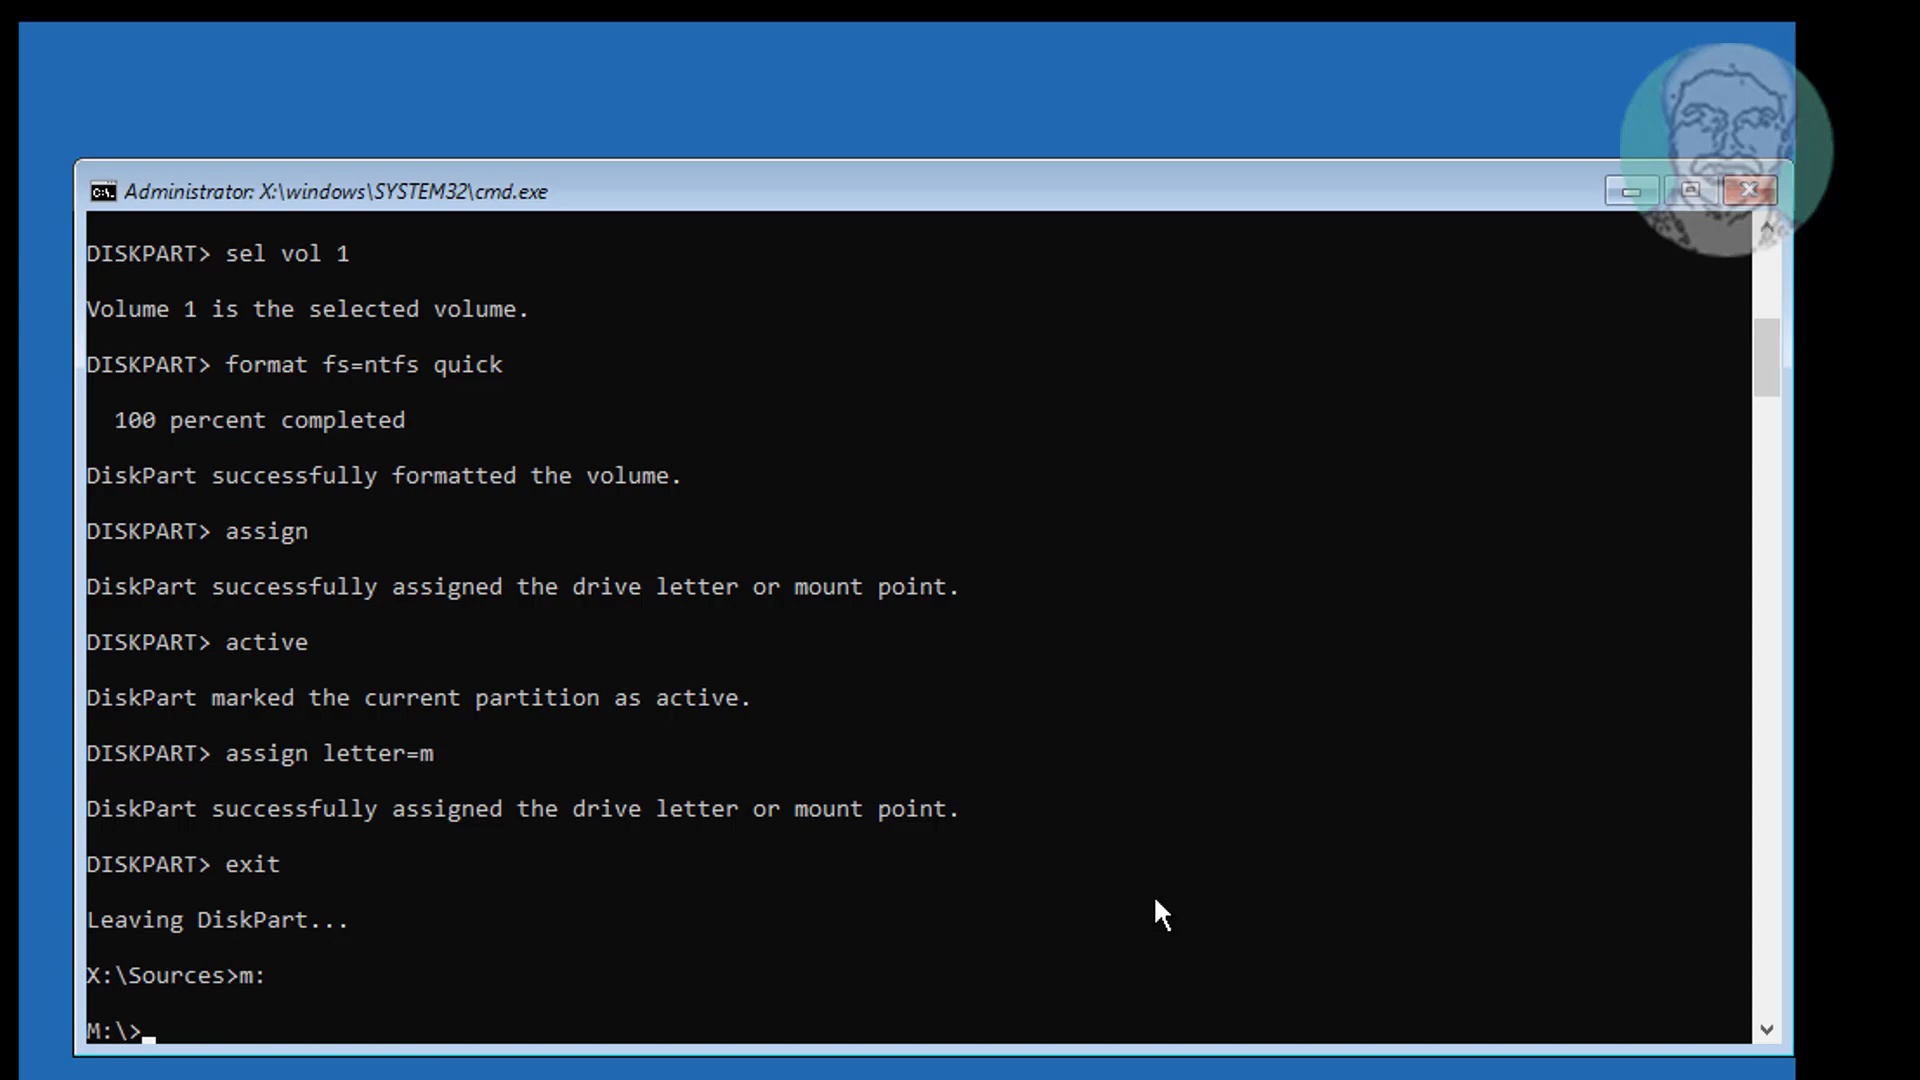 Administrator: X:\windows\SYSTEM32\cmd.exe
DISKPART> sel vol 1
Volume 1 is the selected volume.
DISKPART> format fs=ntfs quick
100 percent completed
DiskPart successfully formatted the volume.
DISKPART> assign
DiskPart successfully assigned the drive letter or mount point.
DISKPART> active
DiskPart marked the current partition as active.
DISKPART> assign letter=m
DiskPart successfully assigned the drive letter or mount point.
DISKPART> exit
Leaving DiskPart...
X:\Sources>m:
M:\>